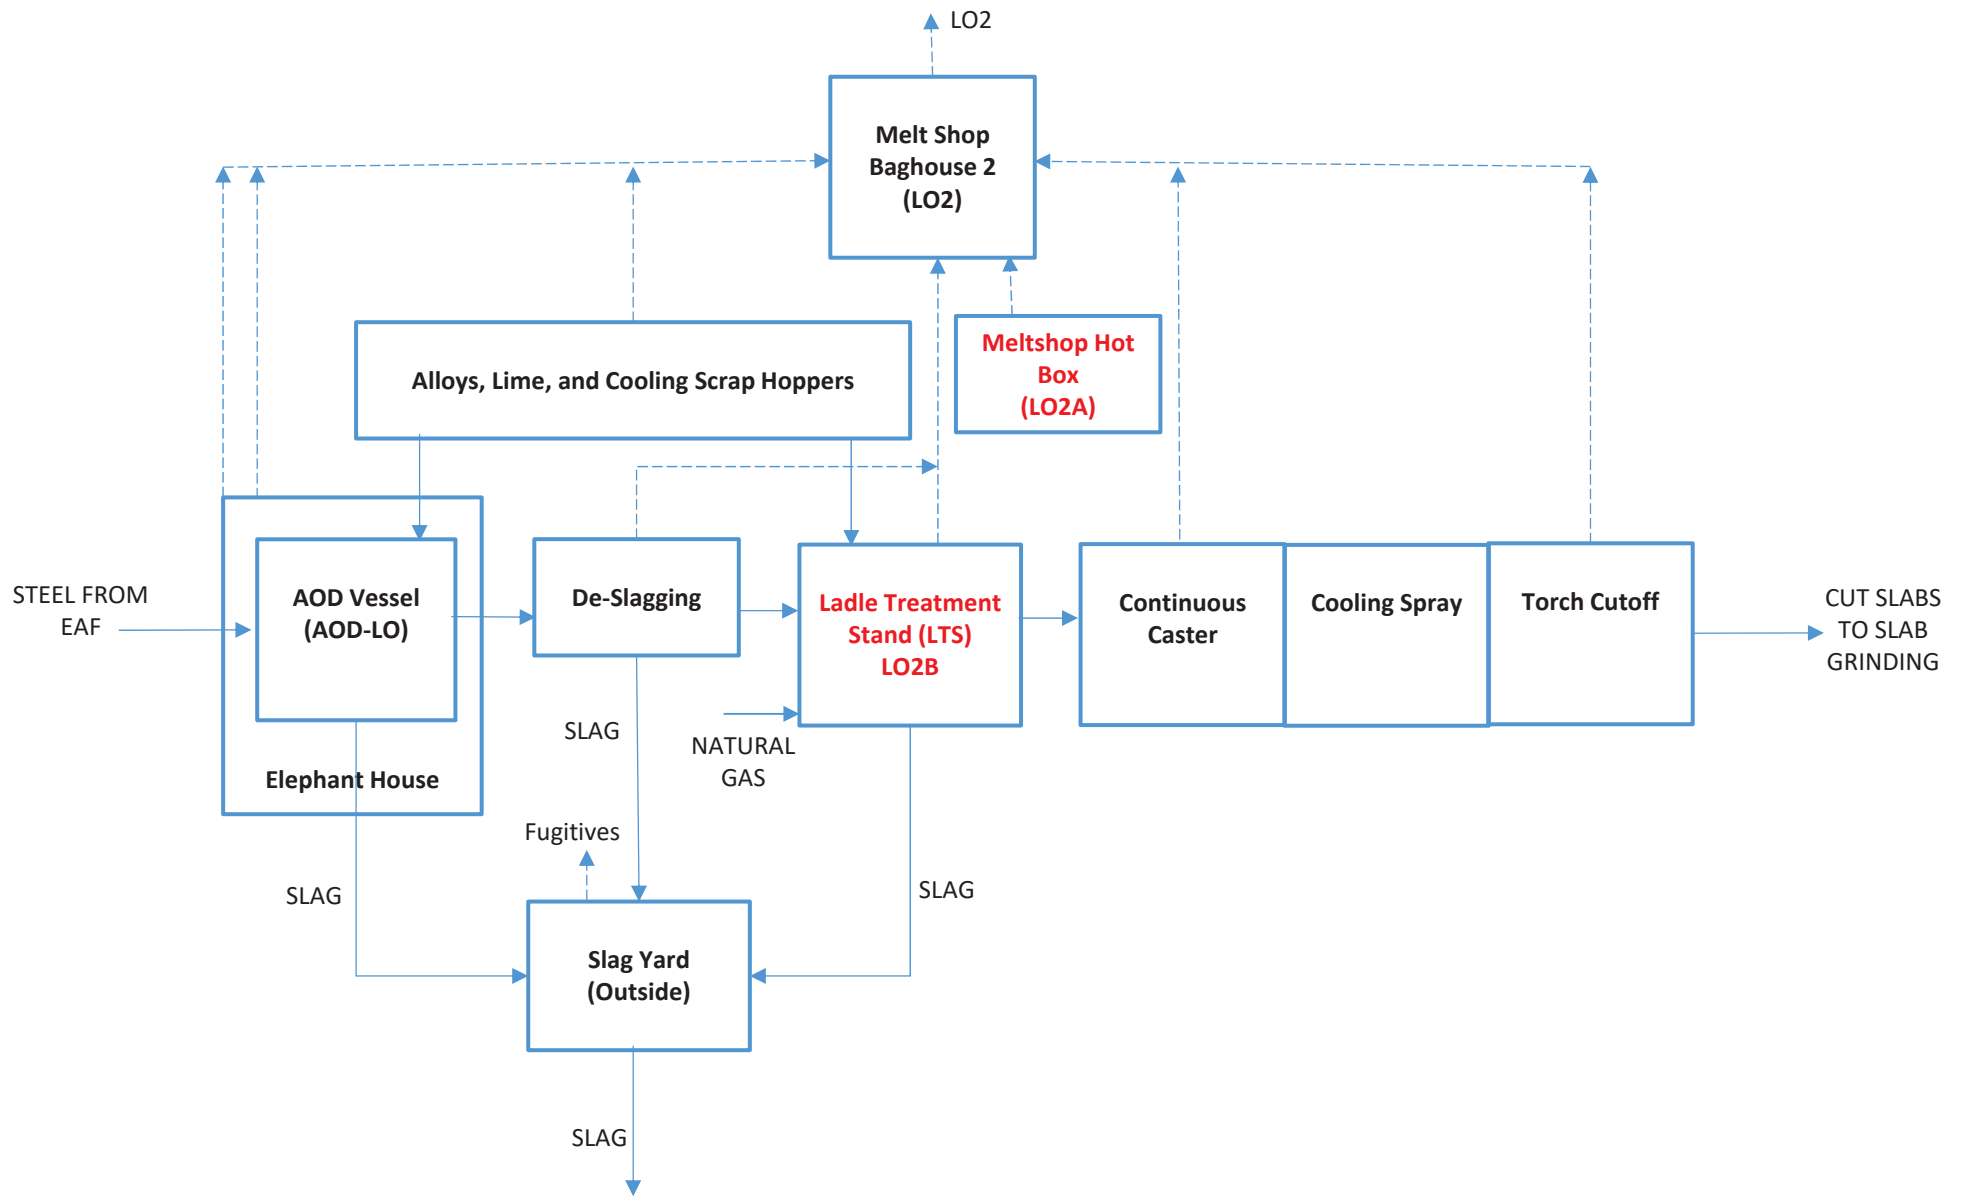 LO2
Melt Shop
Baghouse 2
(LO2)
Meltshop Hot
Box
(LO2A)
Alloys, Lime, and Cooling Scrap Hoppers
STEEL FROM
EAF
AOD Vessel
(AOD-LO)
Elephant House
De-Slagging
Ladle Treatment
Stand (LTS)
LO2B
Continuous
Caster
Cooling Spray
Torch Cutoff
CUT SLABS
TO SLAB
GRINDING
SLAG
NATURAL
GAS
Fugitives
SLAG
SLAG
Slag Yard
(Outside)
SLAG